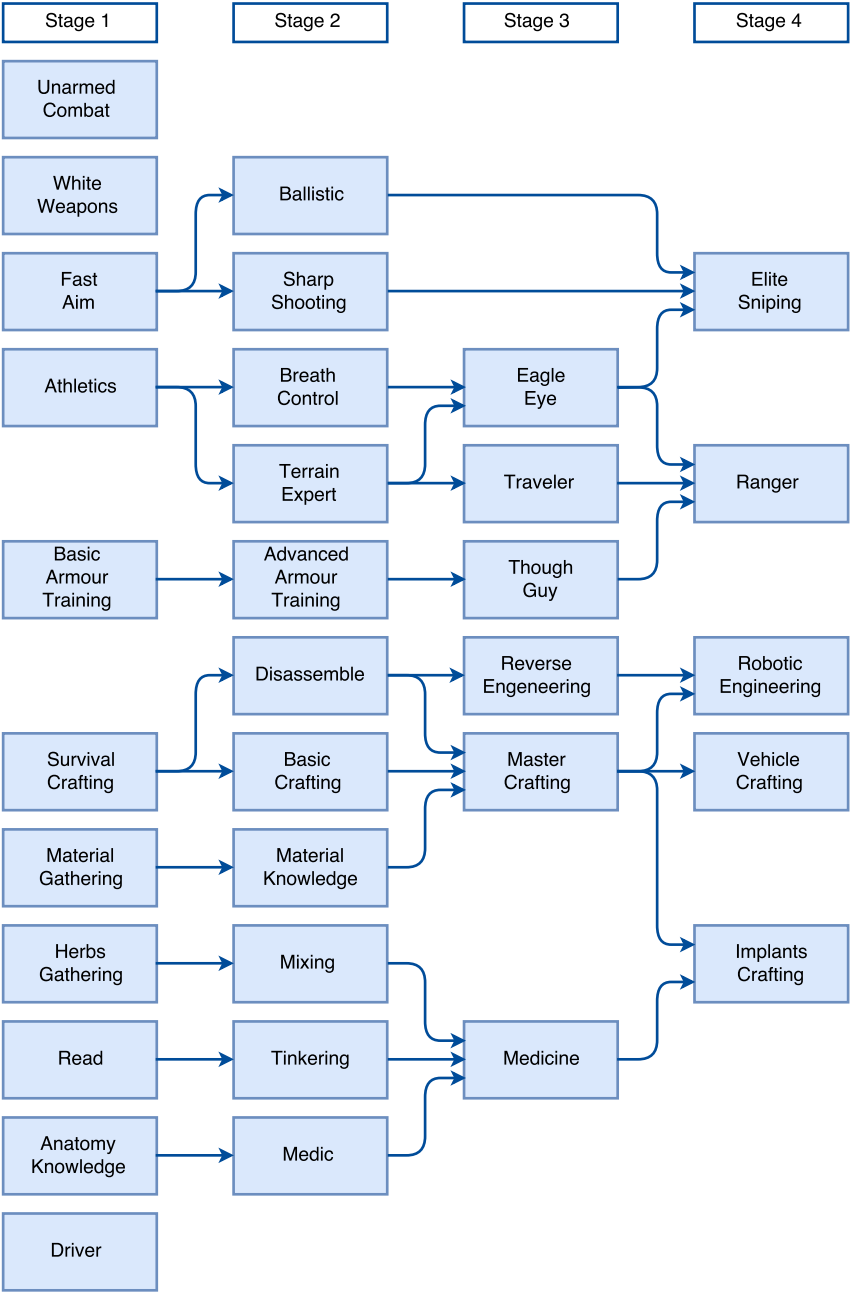 Stage 1
Stage 2
Stage 3
Stage 4
Unarmed
Combat
White
Weapons
Ballistic
Fast
Aim
Sharp
Shooting
Elite
Sniping
Athletics
Breath
Control
Eagle
Eye
Terrain
Expert
Traveler
Ranger
Basic
Armour
Training
Advanced
Armour
Training
Though
Guy
Disassemble
Reverse
Engeneering
Robotic
Engineering
Survival
Crafting
Basic
Crafting
Master
Crafting
Vehicle
Crafting
Material
Gathering
Material
Knowledge
Herbs
Gathering
Mixing
Implants
Crafting
Read
Tinkering
Medicine
Anatomy
Knowledge
Medic
Driver